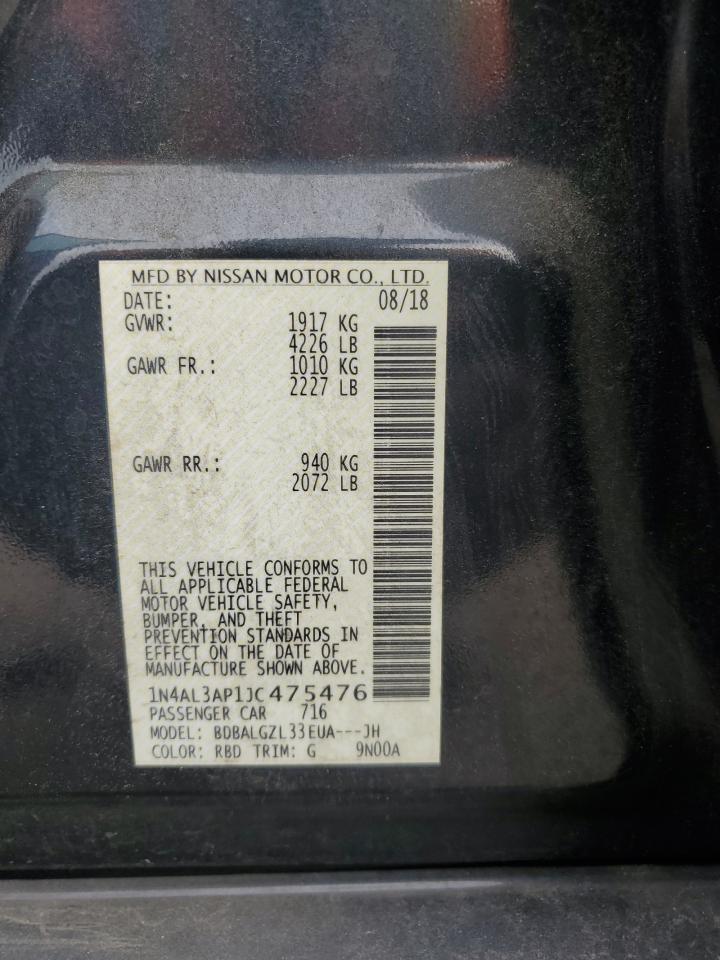 MFD BY NISSAN MOTOR CO., LTD.
DATE: 08/18
GVWR: 1917 KG
4226 LB
GAWR FR.: 1010 KG
2227 LB
GAWR RR.: 940 KG
2072 LB
THIS VEHICLE CONFORMS TO
ALL APPLICABLE FEDERAL
MOTOR VEHICLE SAFETY,
BUMPER, AND THEFT
PREVENTION STANDARDS IN
EFFECT ON THE DATE OF
MANUFACTURE SHOWN ABOVE.
1N4AL3AP1JC475476
PASSENGER CAR 716
MODEL: BDBALGZL33EUA---JH
COLOR: RBD TRIM: G 9N00A